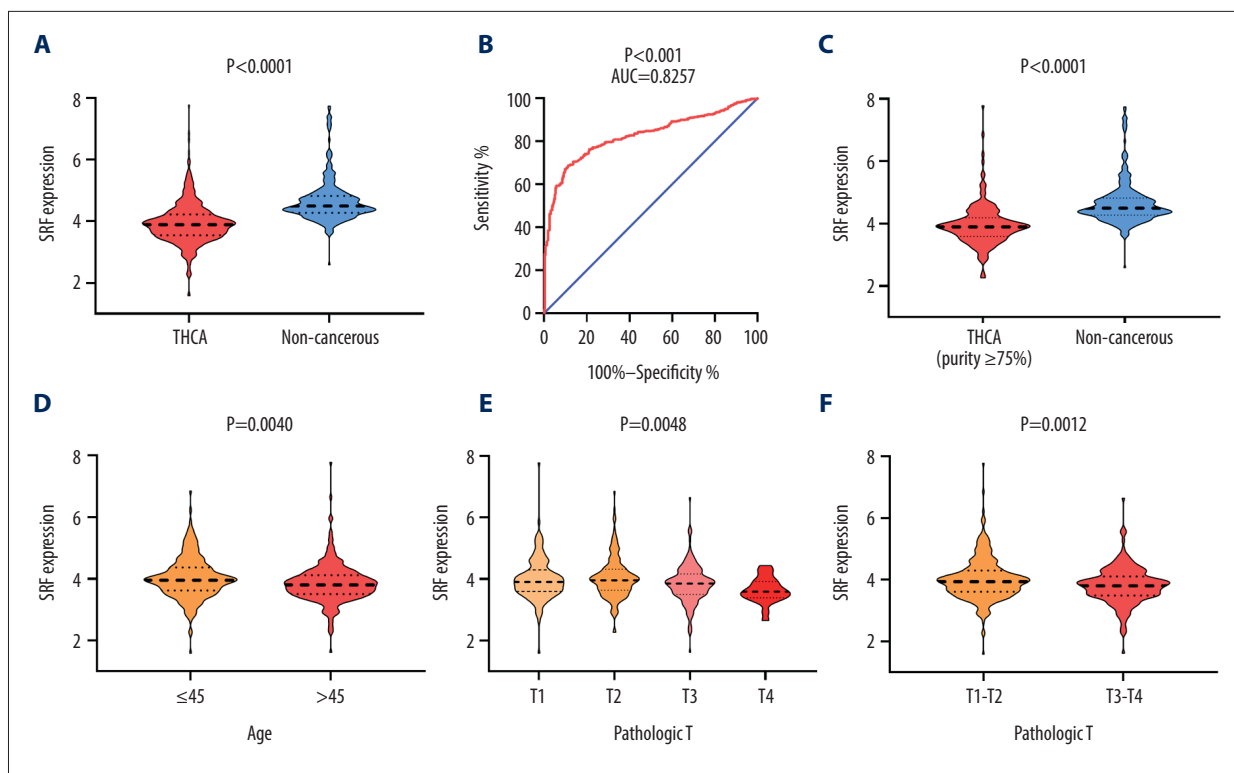 A
P<0.0001
SRF expression
8
6
4
2
THCA
Non-cancerous
B
P<0.001
AUC=0.8257
Sensitivity %
100
80
60
40
20
0
0 20 40 60 80 100
100%–Specificity %
C
P<0.0001
SRF expression
8
6
4
2
THCA
(purity ≥75%)
Non-cancerous
D
P=0.0040
SRF expression
8
6
4
2
≤45 >45
Age
E
P=0.0048
SRF expression
8
6
4
2
T1 T2 T3 T4
Pathologic T
F
P=0.0012
SRF expression
8
6
4
2
T1-T2 T3-T4
Pathologic T